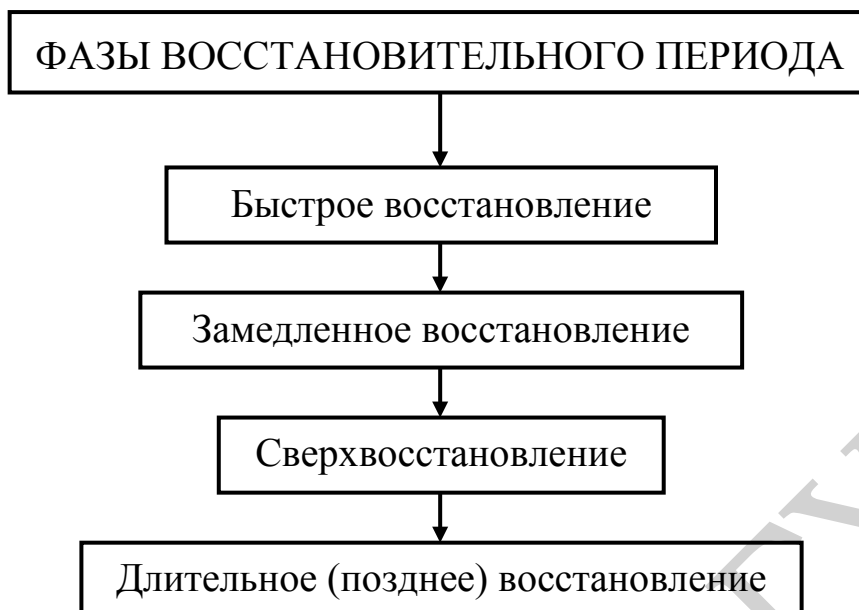 ФАЗЫ ВОССТАНОВИТЕЛЬНОГО ПЕРИОДА
Быстрое восстановление
Замедленное восстановление
Сверхвосстановление
Длительное (позднее) восстановление